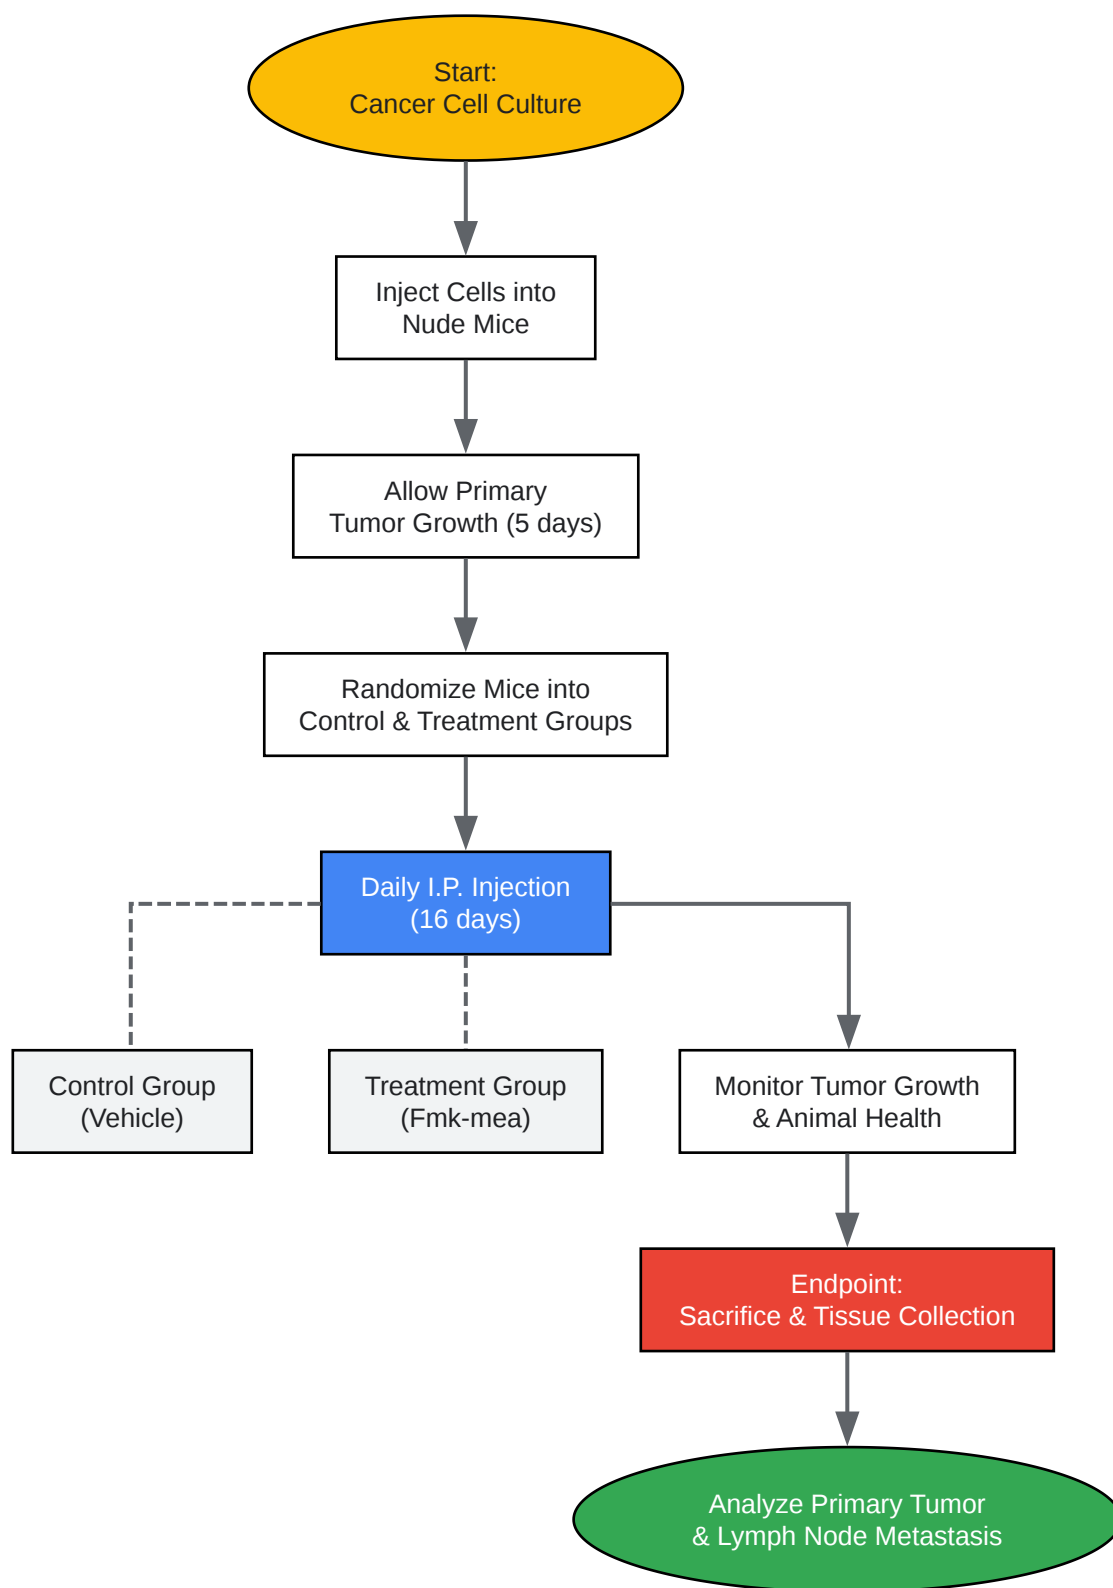 Start:
Cancer Cell Culture
Inject Cells into
Nude Mice
Allow Primary
Tumor Growth (5 days)
Randomize Mice into
Control & Treatment Groups
Daily I.P. Injection
(16 days)
Control Group
(Vehicle)
Treatment Group
(Fmk-mea)
Monitor Tumor Growth
& Animal Health
Endpoint:
Sacrifice & Tissue Collection
Analyze Primary Tumor
& Lymph Node Metastasis